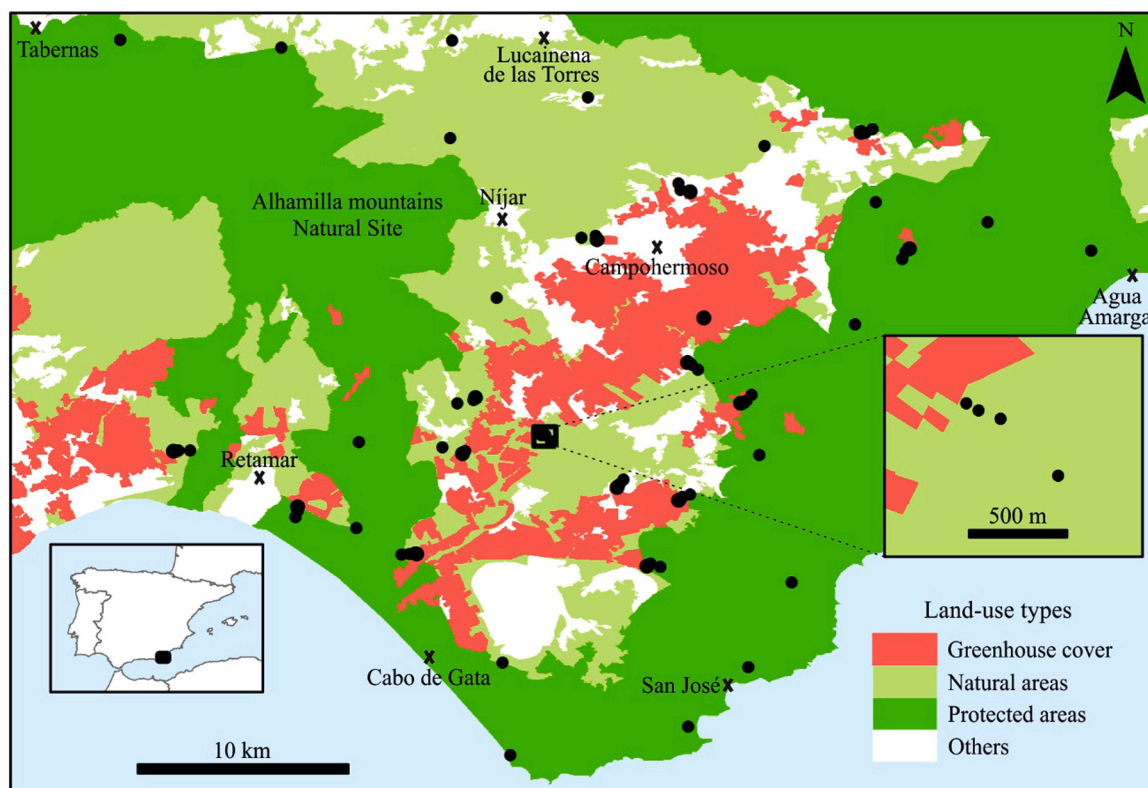 N
Tabernas
Lucainena
de las Torres
Alhamilla mountains
Natural Site
Níjar
Campohermoso
Agua
Amarga
Retamar
500 m
Land-use types
Greenhouse cover
Natural areas
Protected areas
Others
Cabo de Gata
San José
10 km